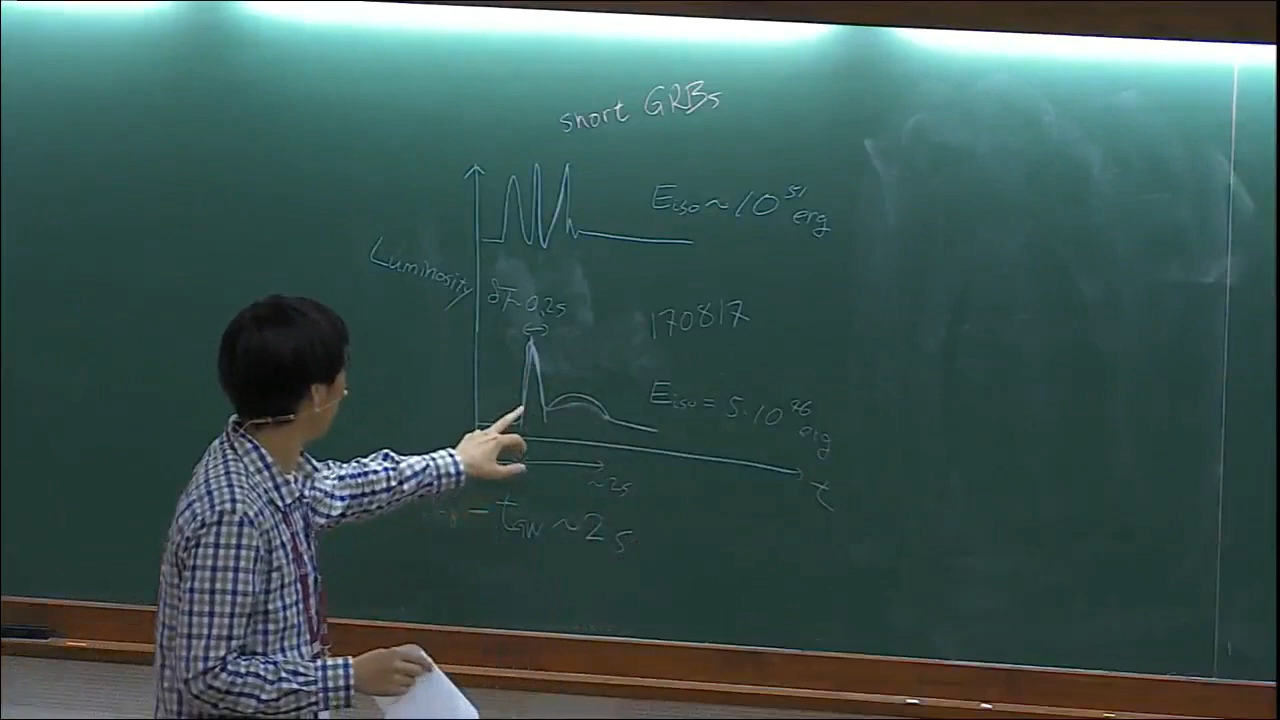 short GRBs
E_iso ~ 10^51 erg
Luminosity
δT~0.2s
170817
E_iso = 5·10^46 erg
~2s
t
- t_GW ~ 2 s